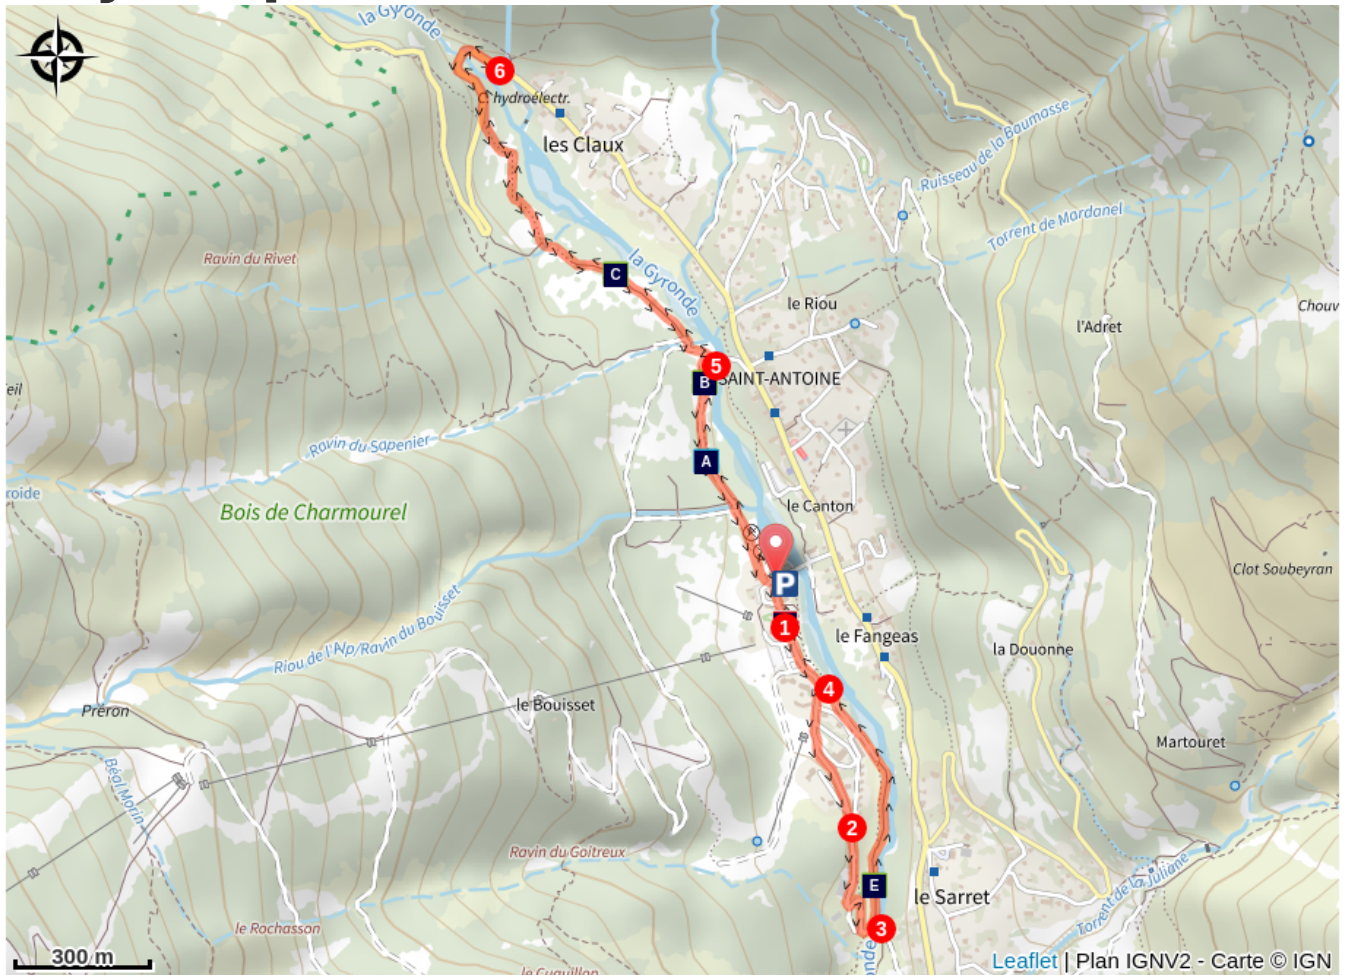 la Gyronde
6
C. hydroélectr.
les Claux
Ruisseau de la Baumasse
Torrent de Mordanel
Ravin du Rivet
C
la Gyronde
le Riou
l'Adret
Chouv
5
B
SAINT-ANTOINE
eil
Ravin du Sapenier
A
roide
Bois de Charmourel
le Canton
P
Clot Soubeyran
Riou de l'Alp/Ravin du Bouisset
1
le Fangeas
la Douonne
4
Préron
le Bouisset
Martouret
Béal Morin
2
Ravin du Goitreux
E
le Sarret
Torrent de la Juliane
le Rochasson
3
onde
300 m
le Cuguillon
Leaflet | Plan IGNV2 - Carte © IGN